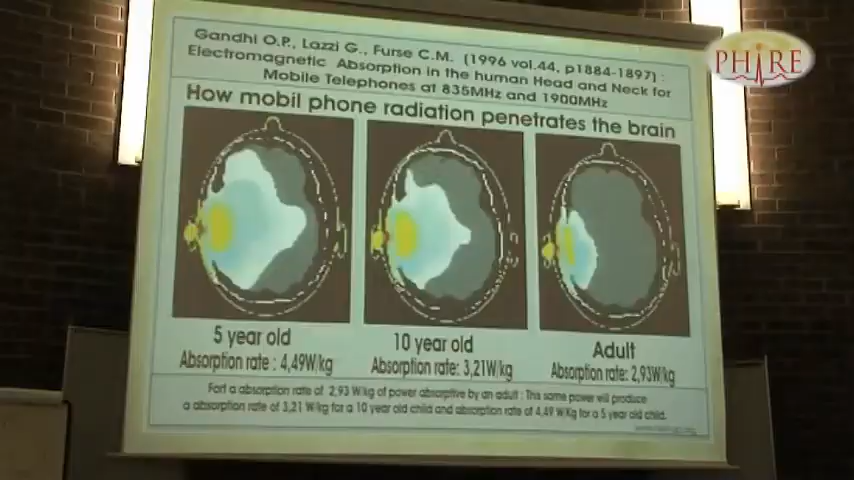 Gandhi O.P., Lazzi G., Furse C.M. (1996 vol.44, p1884-1897) :
Electromagnetic Absorption in the human Head and Neck for
Mobile Telephones at 835MHz and 1900MHz
How mobil phone radiation penetrates the brain
5 year old
Absorption rate : 4,49W/kg
10 year old
Absorption rate: 3,21W/kg
Adult
Absorption rate: 2,93W/kg
Fort a absorption rate of 2,93 W/kg of power absorptive by an adult : This same power will produce
a absorption rate of 3,21 W/kg for a 10 year old child and absorption rate of 4,49 W/Kg for a 5 year old child.
PHIRE